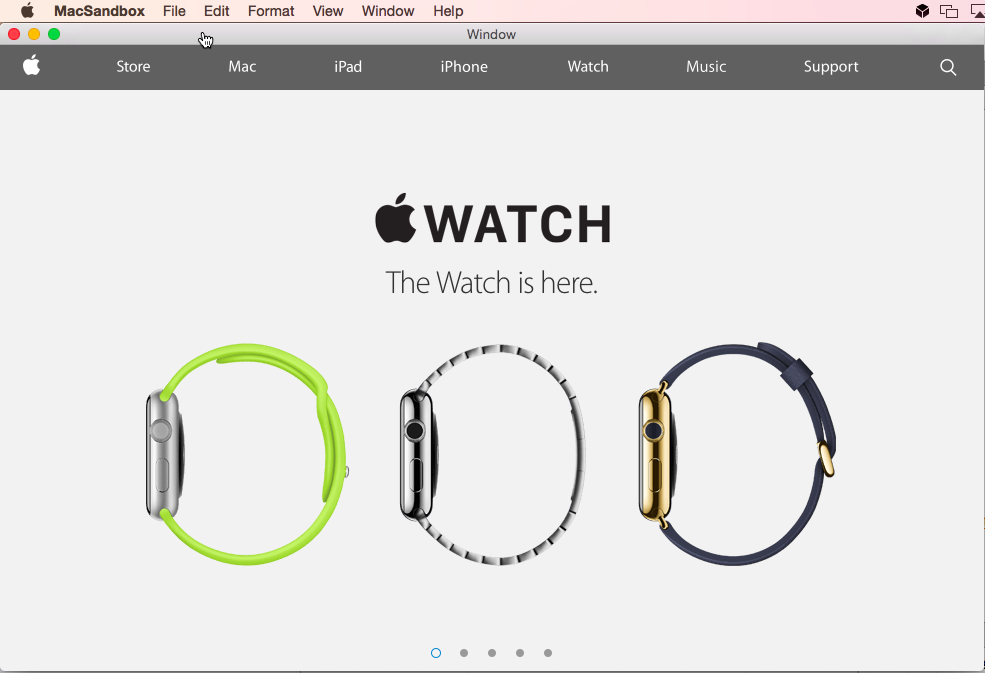 MacSandbox File Edit Format View Window Help
Window
Store Mac iPad iPhone Watch Music Support
WATCH
The Watch is here.